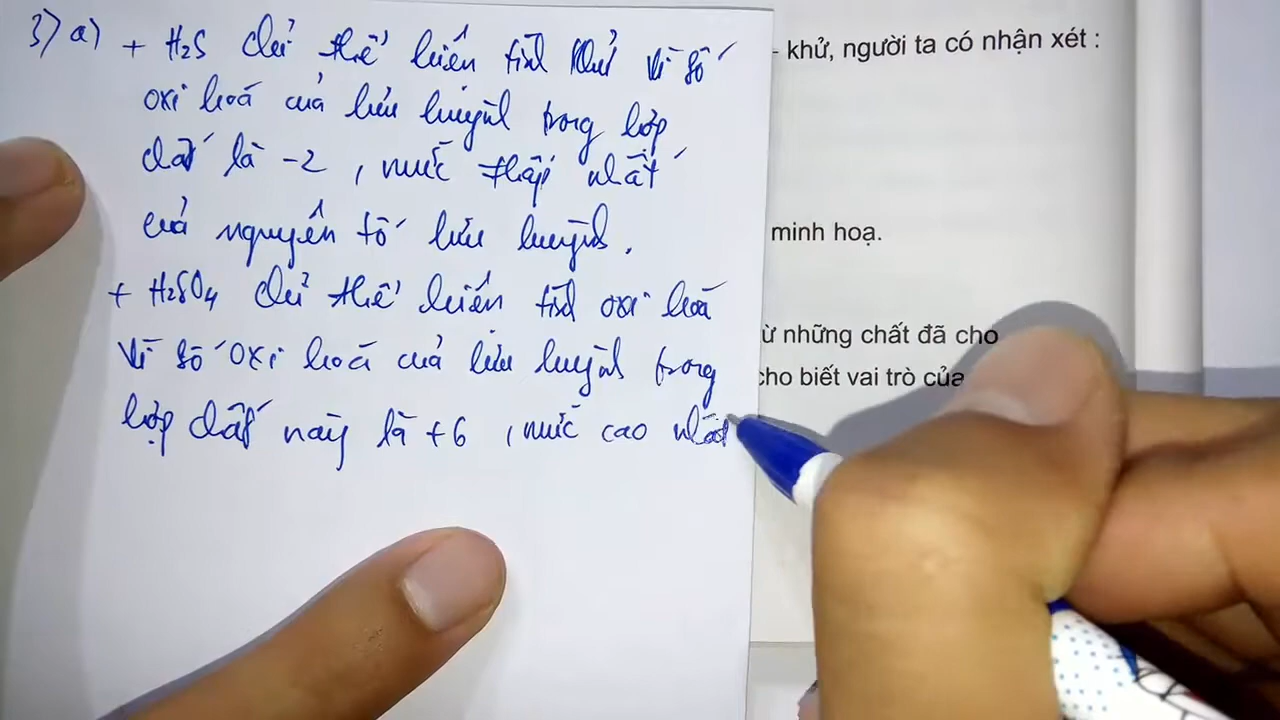 3) a) + H₂S chỉ thể hiện tính khử vì số
oxi hoá của lưu huỳnh trong hợp
chất là -2 , mức thấp nhất
của nguyên tố lưu huỳnh .
+ H₂SO₄ chỉ thể hiện tính oxi hoá
vì số oxi hoá của lưu huỳnh trong
hợp chất này là +6 , mức cao nhất
- khử, người ta có nhận xét :
minh hoạ.
ừ những chất đã cho
cho biết vai trò của